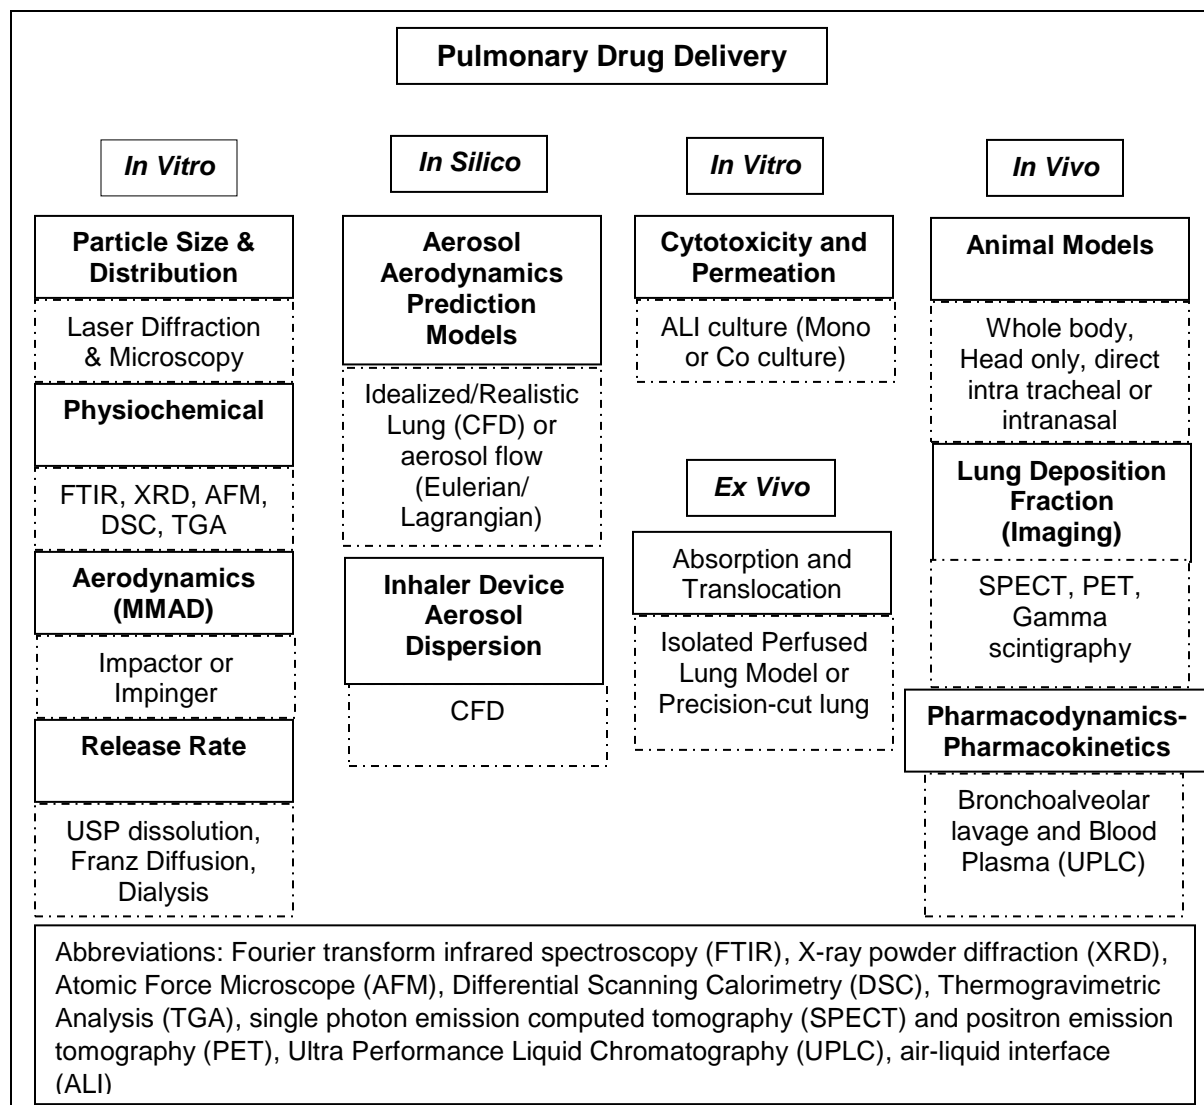 Pulmonary Drug Delivery
In Vitro
Particle Size &
Distribution
Laser Diffraction
& Microscopy
Physiochemical
FTIR, XRD, AFM,
DSC, TGA
Aerodynamics
(MMAD)
Impactor or
Impinger
Release Rate
USP dissolution,
Franz Diffusion,
Dialysis
In Silico
Aerosol
Aerodynamics
Prediction
Models
Idealized/Realistic
Lung (CFD) or
aerosol flow
(Eulerian/
Lagrangian)
Inhaler Device
Aerosol
Dispersion
CFD
In Vitro
Cytotoxicity and
Permeation
ALI culture (Mono
or Co culture)
Ex Vivo
Absorption and
Translocation
Isolated Perfused
Lung Model or
Precision-cut lung
In Vivo
Animal Models
Whole body,
Head only, direct
intra tracheal or
intranasal
Lung Deposition
Fraction
(Imaging)
SPECT, PET,
Gamma
scintigraphy
Pharmacodynamics-
Pharmacokinetics
Bronchoalveolar
lavage and Blood
Plasma (UPLC)
Abbreviations: Fourier transform infrared spectroscopy (FTIR), X-ray powder diffraction (XRD),
Atomic Force Microscope (AFM), Differential Scanning Calorimetry (DSC), Thermogravimetric
Analysis (TGA), single photon emission computed tomography (SPECT) and positron emission
tomography (PET), Ultra Performance Liquid Chromatography (UPLC), air-liquid interface
(ALI)